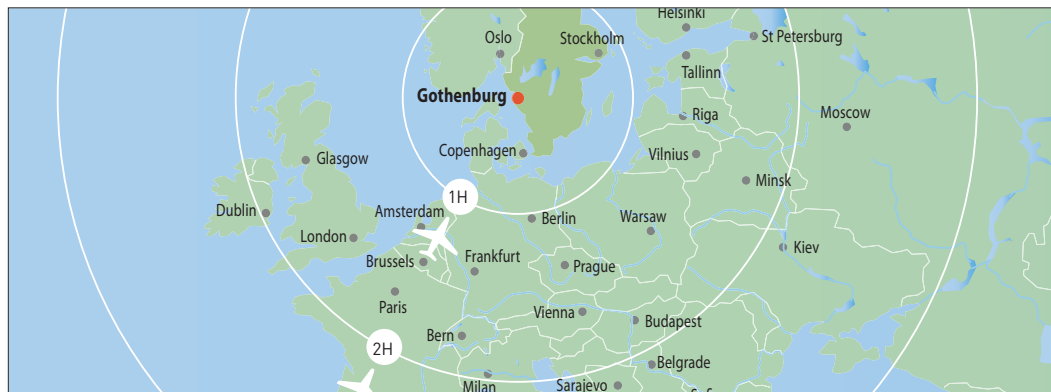 Helsinki
Oslo
Stockholm
St Petersburg
Tallinn
Gothenburg
Riga
Moscow
Copenhagen
Vilnius
Glasgow
Minsk
1H
Dublin
Amsterdam
Berlin
Warsaw
London
Kiev
Brussels
Frankfurt
Prague
Paris
Vienna
Budapest
Bern
2H
Belgrade
Milan
Sarajevo